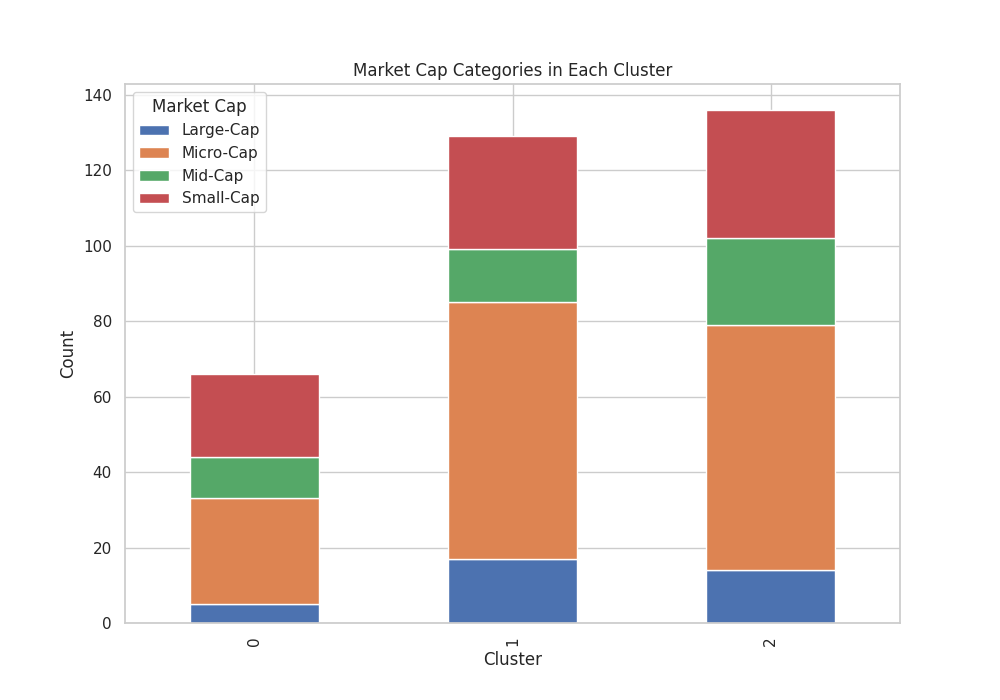 Market Cap Categories in Each Cluster
Market Cap
Large-Cap
Micro-Cap
Mid-Cap
Small-Cap
Count
140
120
100
80
60
40
20
0
0
1
2
Cluster